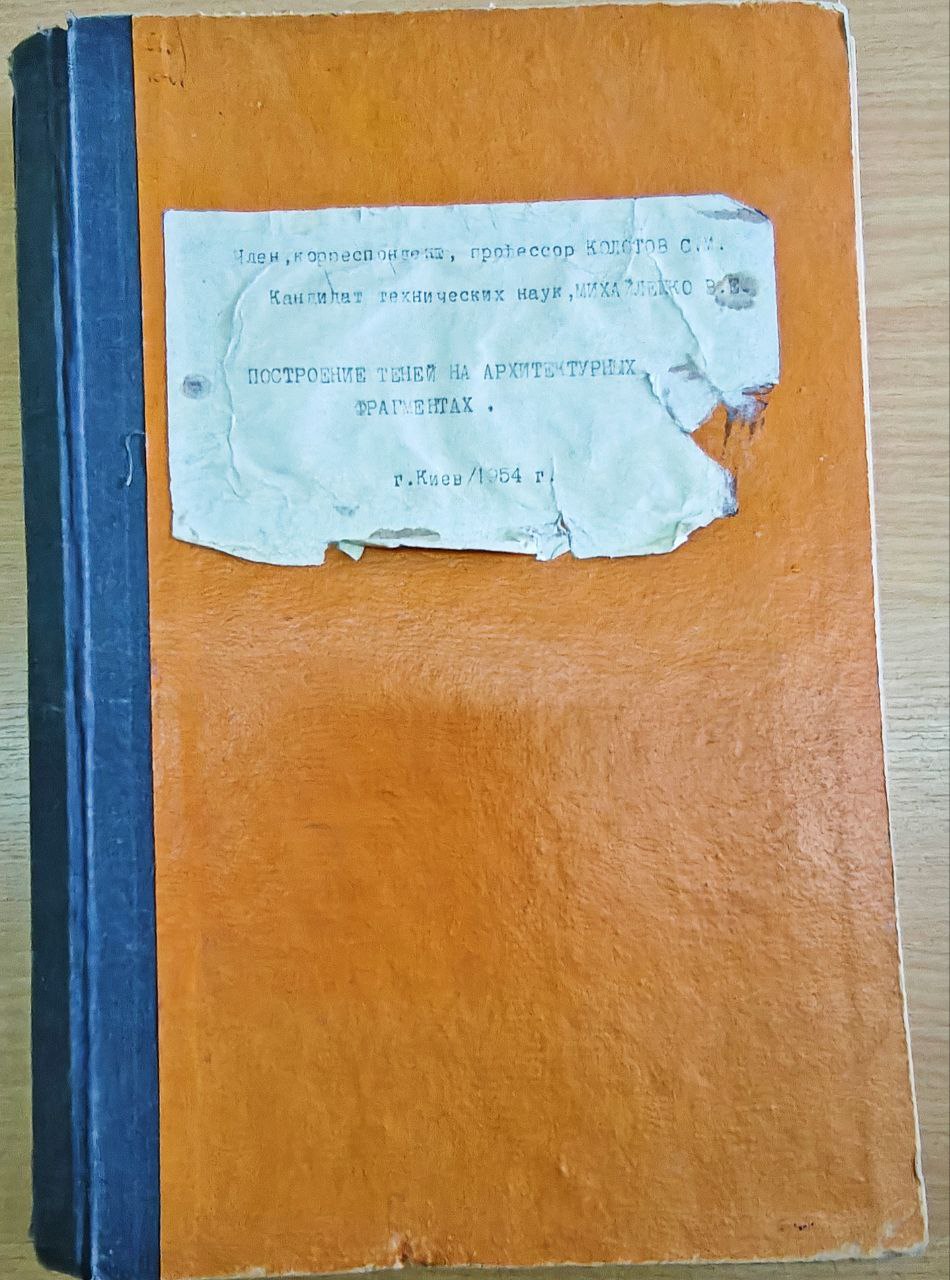 Член,корреспондент, профессор КОЛОТОВ С.М.
Кандидат технических наук,МИХАЙЛЕНКО В.Е.
ПОСТРОЕНИЕ ТЕНЕЙ НА АРХИТЕКТУРНЫХ
ФРАГМЕНТАХ .
г.Киев/1954 г.